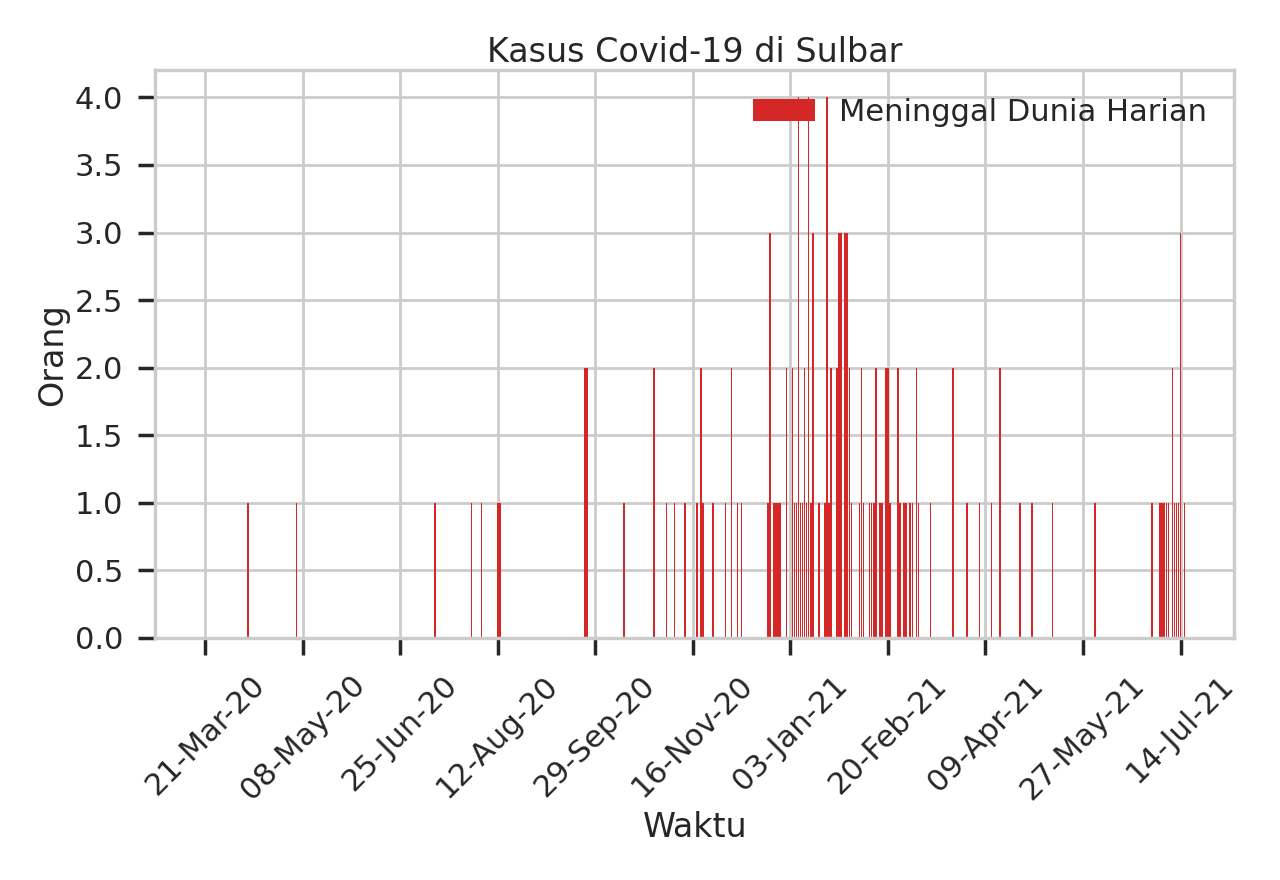 Kasus Covid-19 di Sulbar
Meninggal Dunia Harian
4.0
3.5
3.0
2.5
2.0
1.5
1.0
0.5
0.0
Orang
21-Mar-20
08-May-20
25-Jun-20
12-Aug-20
29-Sep-20
16-Nov-20
03-Jan-21
20-Feb-21
09-Apr-21
27-May-21
14-Jul-21
Waktu